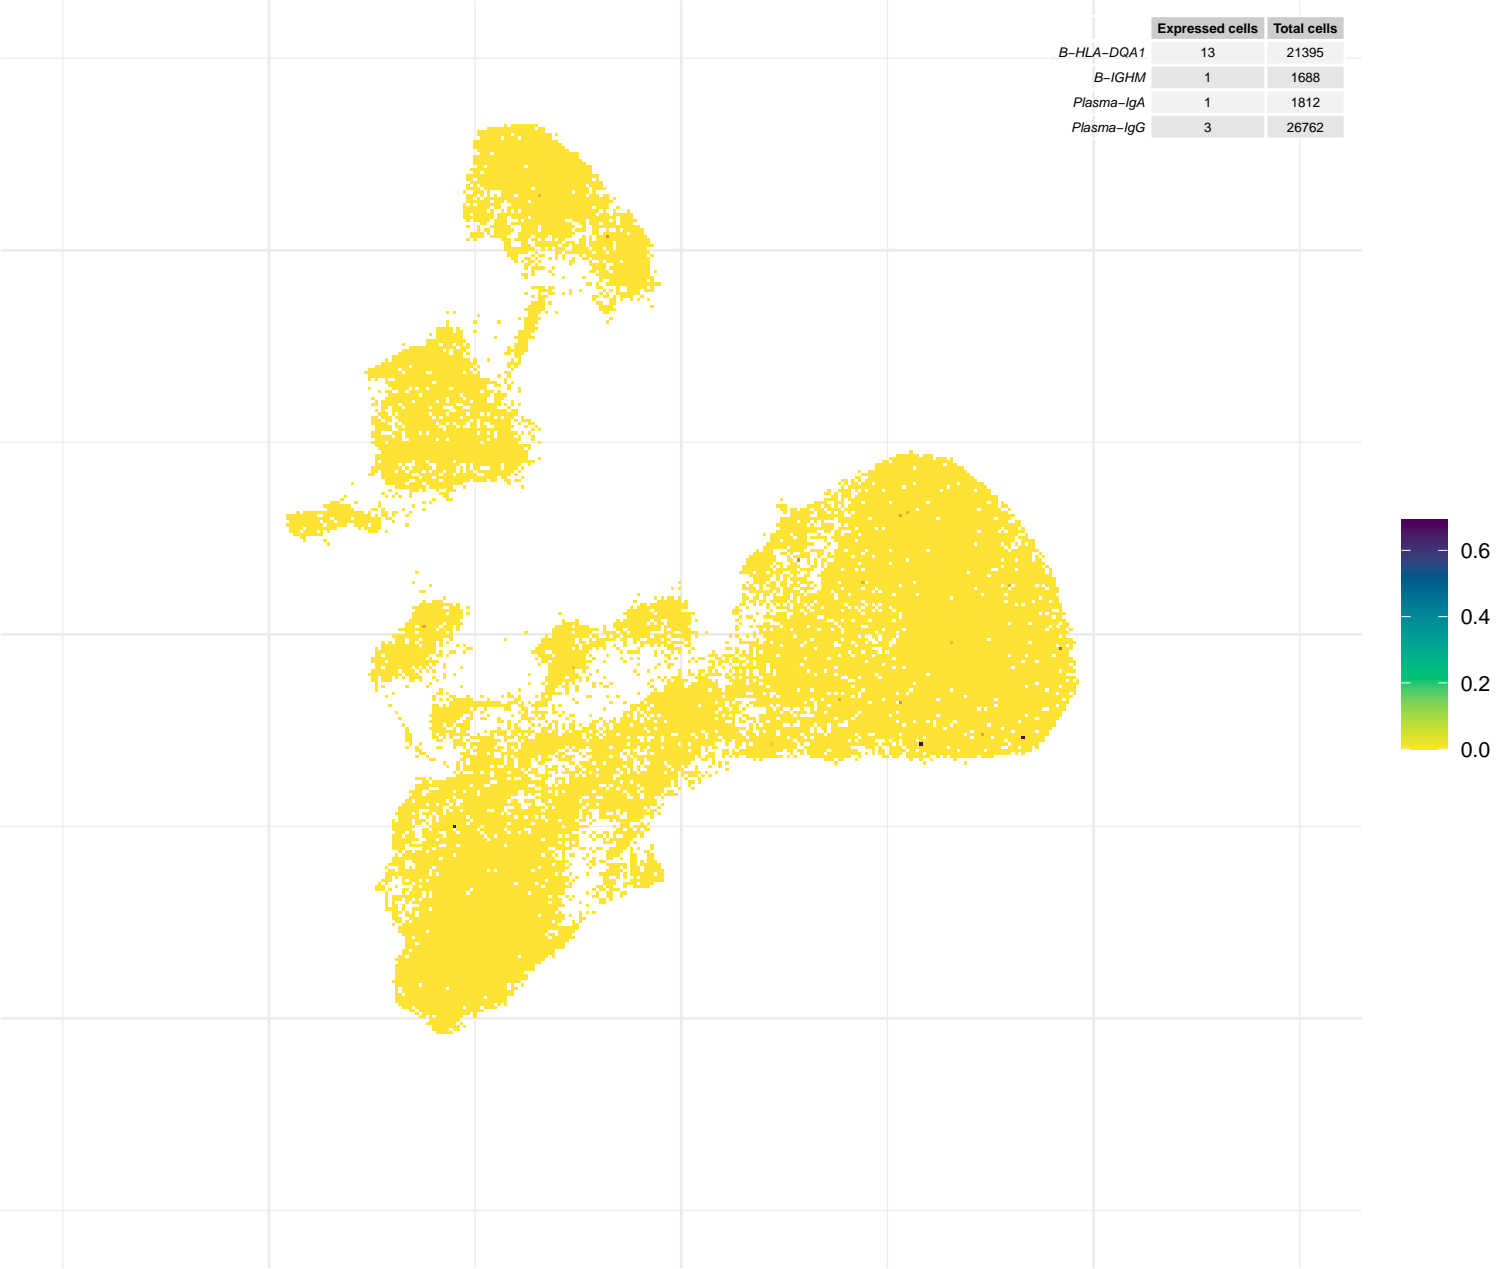 Expressed cells Total cells
B−HLA−DQA1 13 21395
B−IGHM 1 1688
Plasma−IgA 1 1812
Plasma−IgG 3 26762
0.6
0.4
0.2
0.0